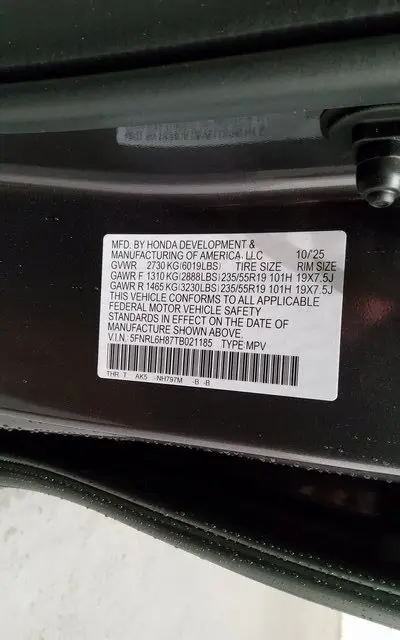 MFD. BY HONDA DEVELOPMENT &
MANUFACTURING OF AMERICA, LLC 10/'25
GVWR 2730 KG(6019LBS) TIRE SIZE RIM SIZE
GAWR F 1310 KG(2888LBS) 235/55R19 101H 19X7.5J
GAWR R 1465 KG(3230LBS) 235/55R19 101H 19X7.5J
THIS VEHICLE CONFORMS TO ALL APPLICABLE
FEDERAL MOTOR VEHICLE SAFETY
STANDARDS IN EFFECT ON THE DATE OF
MANUFACTURE SHOWN ABOVE.
V.I.N. 5FNRL6H87TB021185 TYPE MPV
THR T AK5 -NH797M -B -B